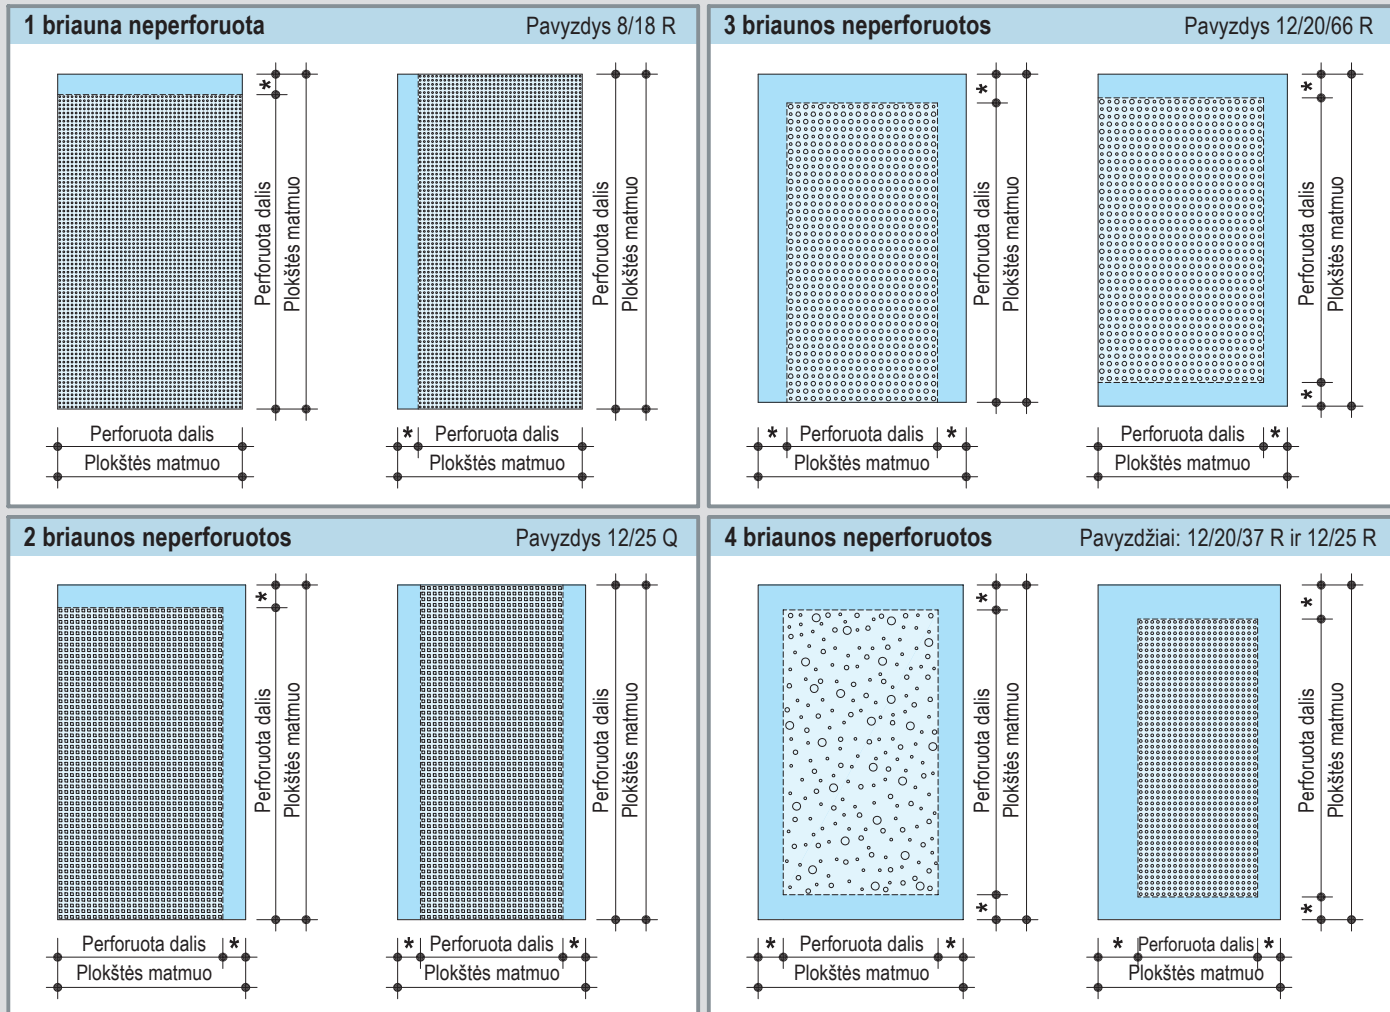 1 briauna neperforuota Pavyzdys 8/18 R
*
Perforuota dalis
Plokštės matmuo
Perforuota dalis
Plokštės matmuo
Perforuota dalis
Plokštės matmuo
* Perforuota dalis
Plokštės matmuo
3 briaunos neperforuotos Pavyzdys 12/20/66 R
*
Perforuota dalis
Plokštės matmuo
*
Perforuota dalis
Plokštės matmuo
*
* Perforuota dalis *
Plokštės matmuo
Perforuota dalis *
Plokštės matmuo
2 briaunos neperforuotos Pavyzdys 12/25 Q
*
Perforuota dalis
Plokštės matmuo
Perforuota dalis
Plokštės matmuo
Perforuota dalis *
Plokštės matmuo
* Perforuota dalis *
Plokštės matmuo
4 briaunos neperforuotos Pavyzdžiai: 12/20/37 R ir 12/25 R
*
Perforuota dalis
Plokštės matmuo
*
*
Perforuota dalis
Plokštės matmuo
*
* Perforuota dalis *
Plokštės matmuo
* Perforuota dalis *
Plokštės matmuo